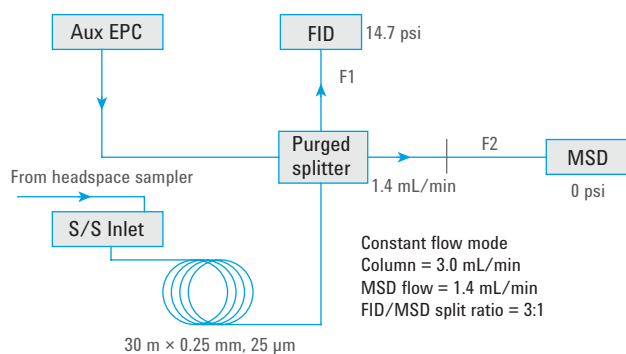 Aux EPC
FID
14.7 psi
F1
Purged
splitter
F2
MSD
1.4 mL/min
0 psi
From headspace sampler
S/S Inlet
Constant flow mode
Column = 3.0 mL/min
MSD flow = 1.4 mL/min
FID/MSD split ratio = 3:1
30 m × 0.25 mm, 25 µm